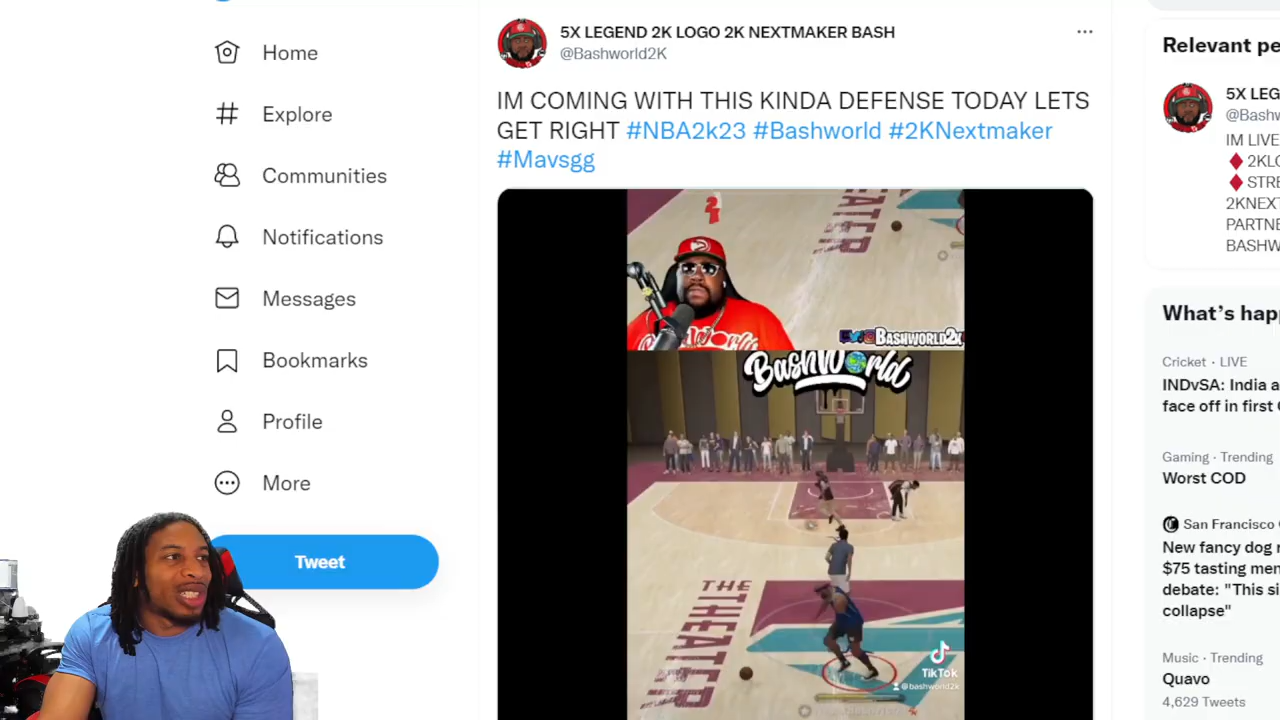 5X LEGEND 2K LOGO 2K NEXTMAKER BASH
@Bashworld2K
IM COMING WITH THIS KINDA DEFENSE TODAY LETS
GET RIGHT #NBA2k23 #Bashworld #2KNextmaker
#Mavsgg
Home
Explore
Communities
Notifications
Messages
Bookmarks
Profile
More
Tweet
THEATER
BASHWORLD2K
BashWorld
THE
THEATER
TikTok
@bashworld2k
Relevant pe
5X LEG
@Bashw
IM LIVE
2KLO
STRE
2KNEXT
PARTNE
BASHW
What's happ
Cricket · LIVE
INDvSA: India a
face off in first
Gaming · Trending
Worst COD
San Francisco
New fancy dog r
$75 tasting men
debate: "This si
collapse"
Music · Trending
Quavo
4,629 Tweets